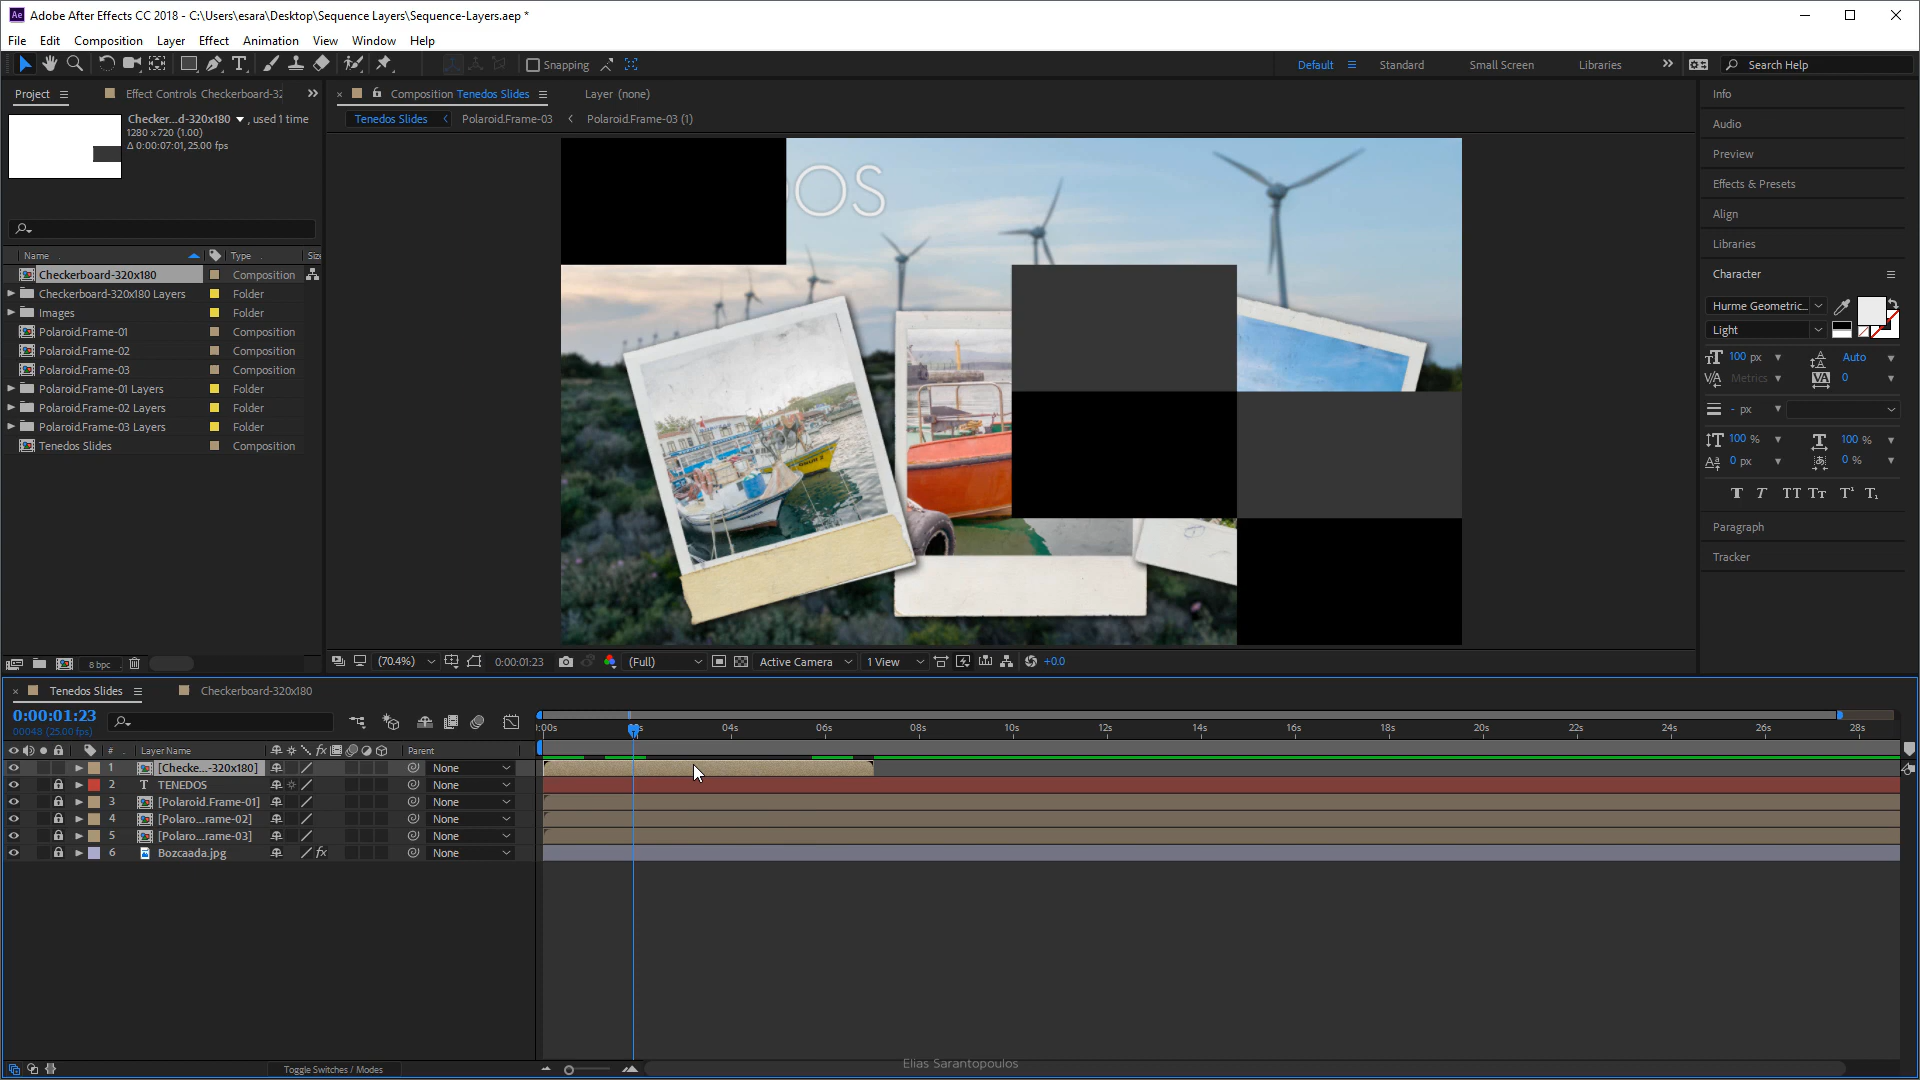 Adobe After Effects CC 2018 - C:\Users\esara\Desktop\Sequence Layers\Sequence-Layers.aep *
File Edit Composition Layer Effect Animation View Window Help
Snapping
Default Standard Small Screen Libraries Search Help
Project Effect Controls Checkerboard-32
Composition Tenedos Slides Layer (none)
Tenedos Slides Polaroid.Frame-03 Polaroid.Frame-03 (1)
Checker...d-320x180 , used 1 time
1280 x 720 (1.00)
Δ 0:00:07:01, 25.00 fps
Name Type Size
Checkerboard-320x180 Composition
Checkerboard-320x180 Layers Folder
Images Folder
Polaroid.Frame-01 Composition
Polaroid.Frame-02 Composition
Polaroid.Frame-03 Composition
Polaroid.Frame-01 Layers Folder
Polaroid.Frame-02 Layers Folder
Polaroid.Frame-03 Layers Folder
Tenedos Slides Composition
8 bpc
OS
(70.4%) 0:00:01:23 (Full) Active Camera 1 View +0.0
Info
Audio
Preview
Effects & Presets
Align
Libraries
Character
Hurme Geometric...
Light
100 px Auto
Metrics 0
- px
100 % 100 %
0 px 0 %
T T TT Tт T¹ T₁
Paragraph
Tracker
Tenedos Slides Checkerboard-320x180
0:00:01:23
00048 (25.00 fps)
:00s 04s 06s 08s 10s 12s 14s 16s 18s 20s 22s 24s 26s 28s
# Layer Name Parent
1 [Checke...-320x180] None
2 TENEDOS None
3 [Polaroid.Frame-01] None
4 [Polaro...rame-02] None
5 [Polaro...rame-03] None
6 Bozcaada.jpg None
Toggle Switches / Modes
Elias Sarantopoulos